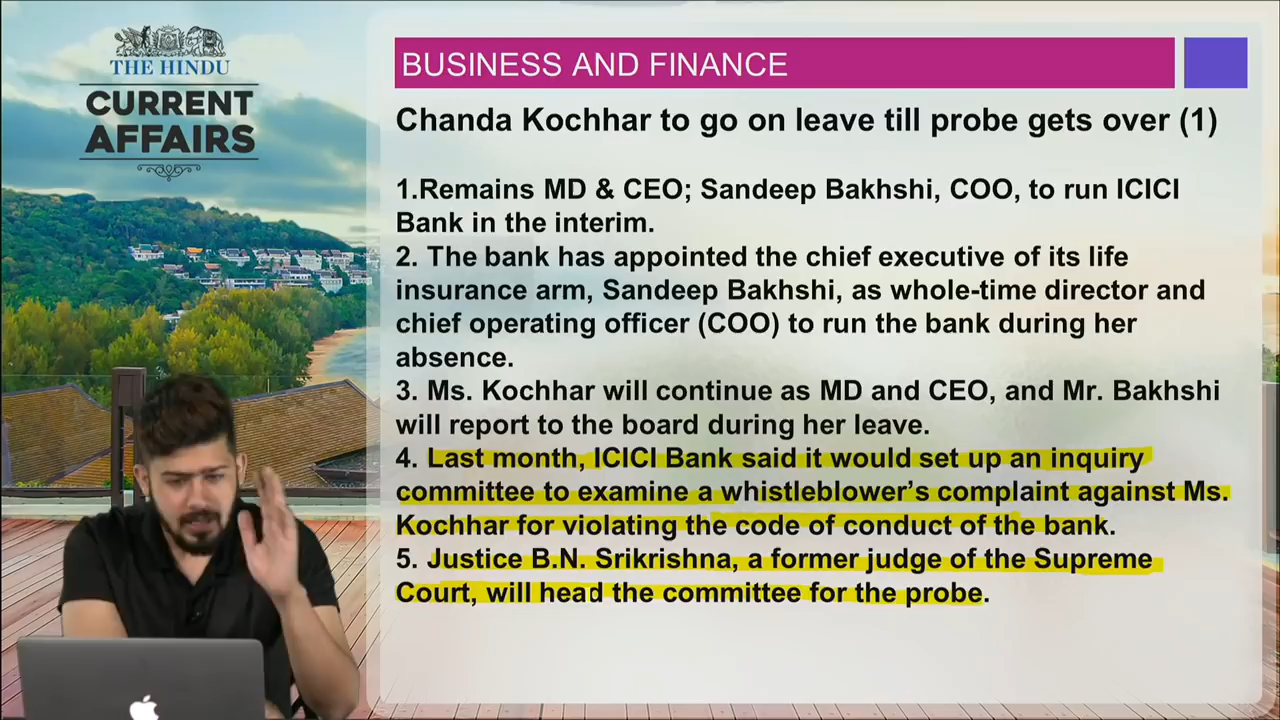 THE HINDU
CURRENT
AFFAIRS
BUSINESS AND FINANCE
Chanda Kochhar to go on leave till probe gets over (1)
1.Remains MD & CEO; Sandeep Bakhshi, COO, to run ICICI
Bank in the interim.
2. The bank has appointed the chief executive of its life
insurance arm, Sandeep Bakhshi, as whole-time director and
chief operating officer (COO) to run the bank during her
absence.
3. Ms. Kochhar will continue as MD and CEO, and Mr. Bakhshi
will report to the board during her leave.
4. Last month, ICICI Bank said it would set up an inquiry
committee to examine a whistleblower’s complaint against Ms.
Kochhar for violating the code of conduct of the bank.
5. Justice B.N. Srikrishna, a former judge of the Supreme
Court, will head the committee for the probe.